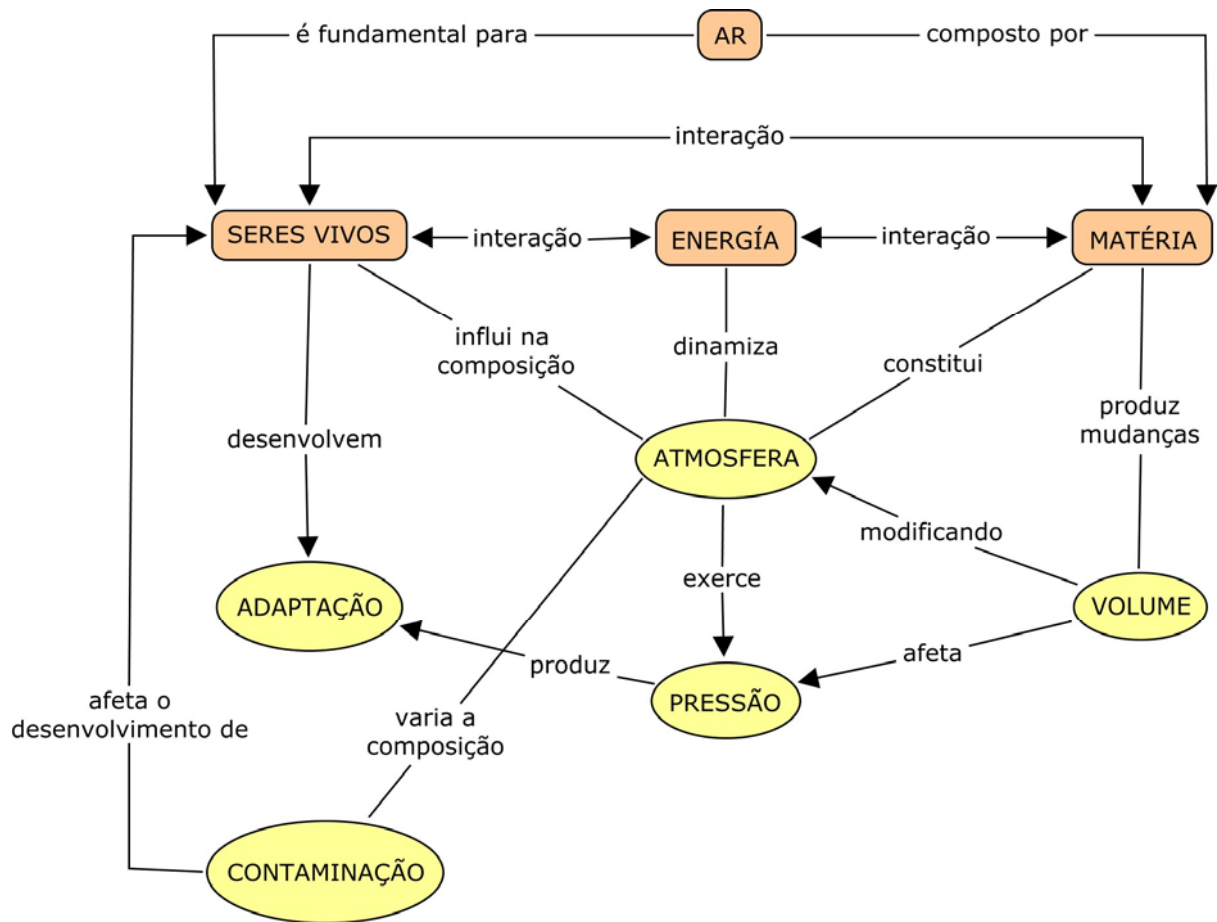 é fundamental para
AR
composto por
interação
SERES VIVOS
interação
ENERGÍA
interação
MATÉRIA
influi na
composição
dinamiza
constitui
produz
mudanças
desenvolvem
ATMOSFERA
modificando
exerce
ADAPTAÇÃO
VOLUME
produz
afeta
PRESSÃO
afeta o
desenvolvimento de
varia a
composição
CONTAMINAÇÃO